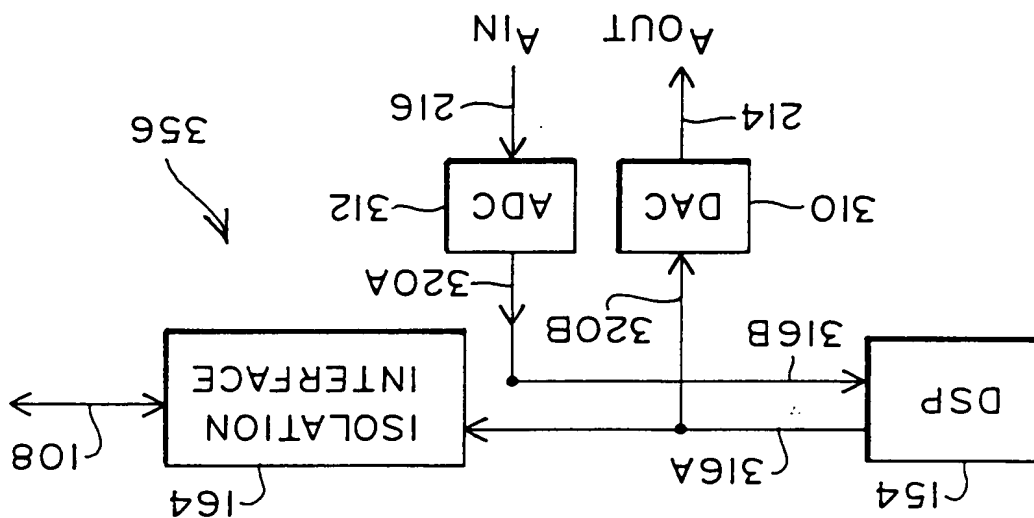 154
316A
164
DSP
ISOLATION
INTERFACE
108
316B
320B
320A
310
DAC
ADC
312
356
214
216
AOUT
AIN